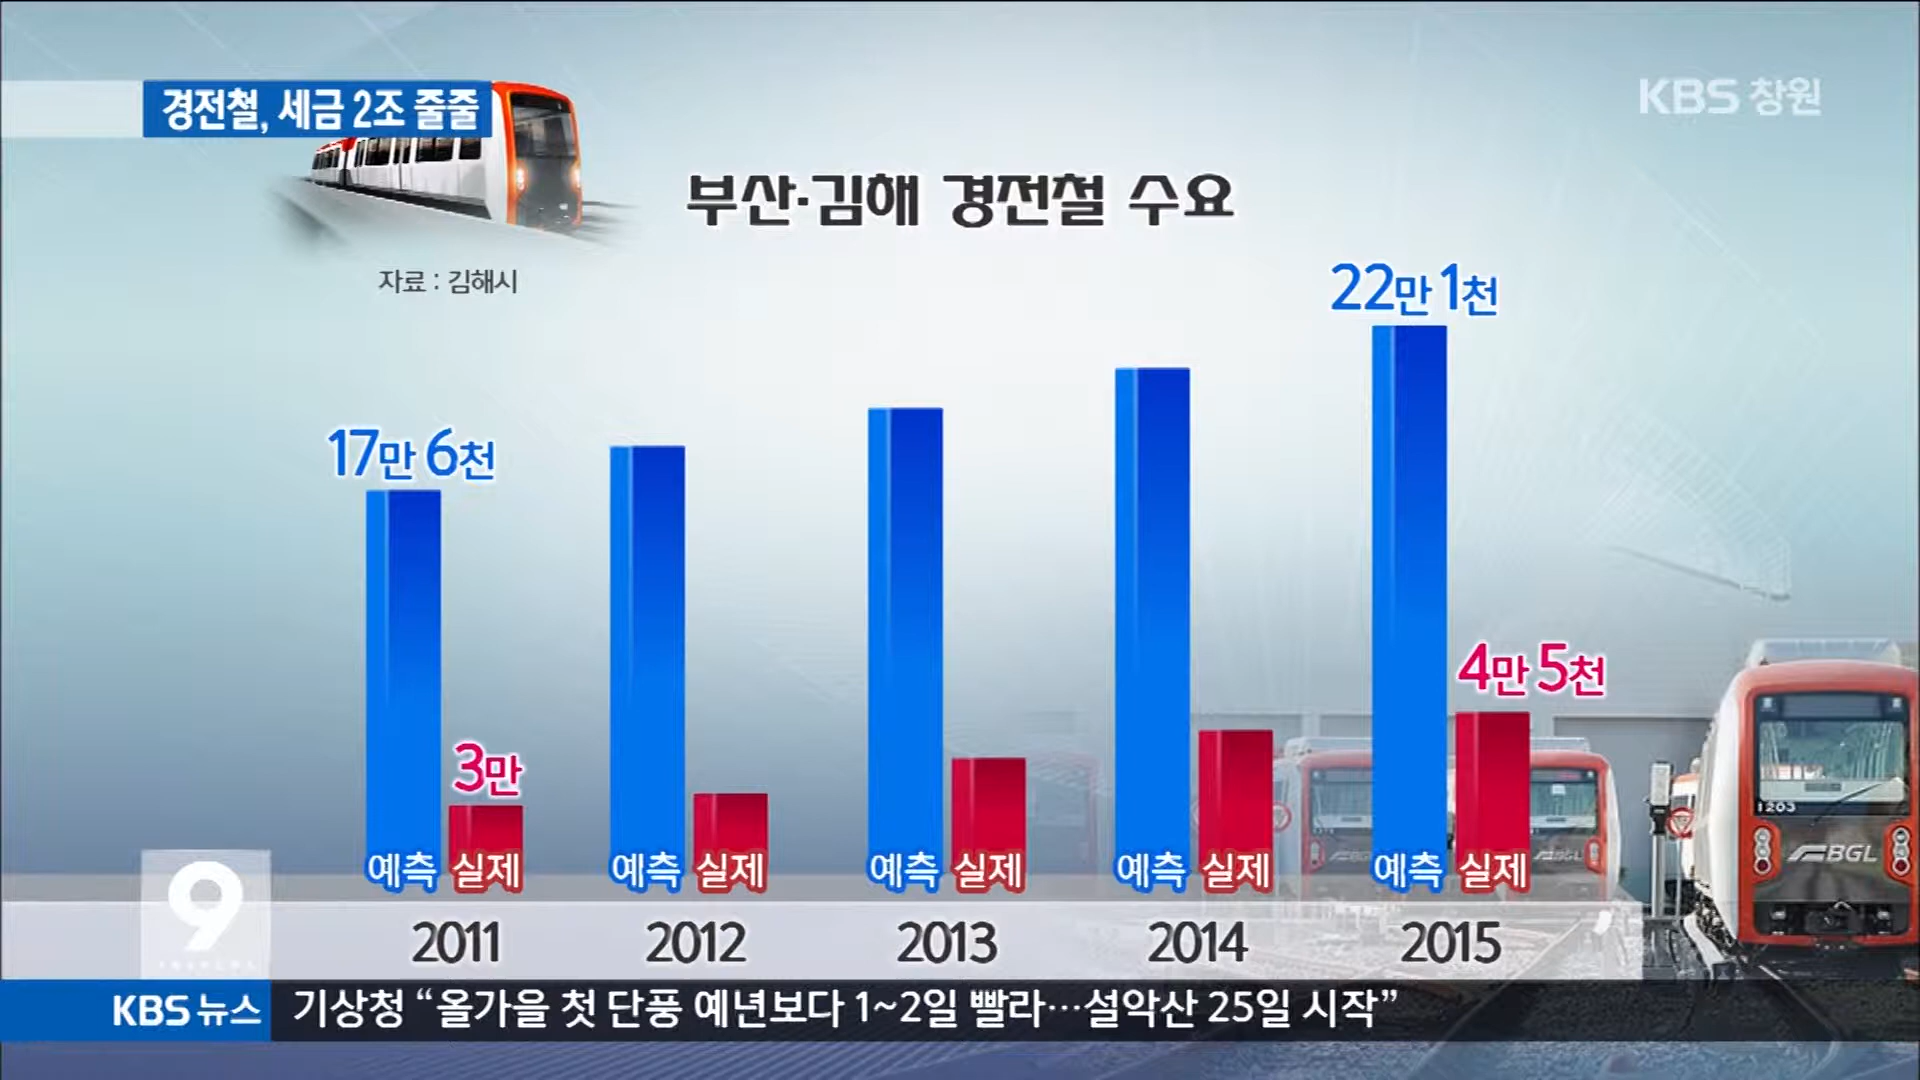 경전철, 세금 2조 줄줄
KBS 창원
부산·김해 경전철 수요
자료 : 김해시
22만 1천
17만 6천
4만 5천
3만
예측 실제 예측 실제 예측 실제 예측 실제 예측 실제
2011 2012 2013 2014 2015
1203
BGL
BGL
BGL
9
KBS 뉴스 기상청 “올가을 첫 단풍 예년보다 1~2일 빨라…설악산 25일 시작”